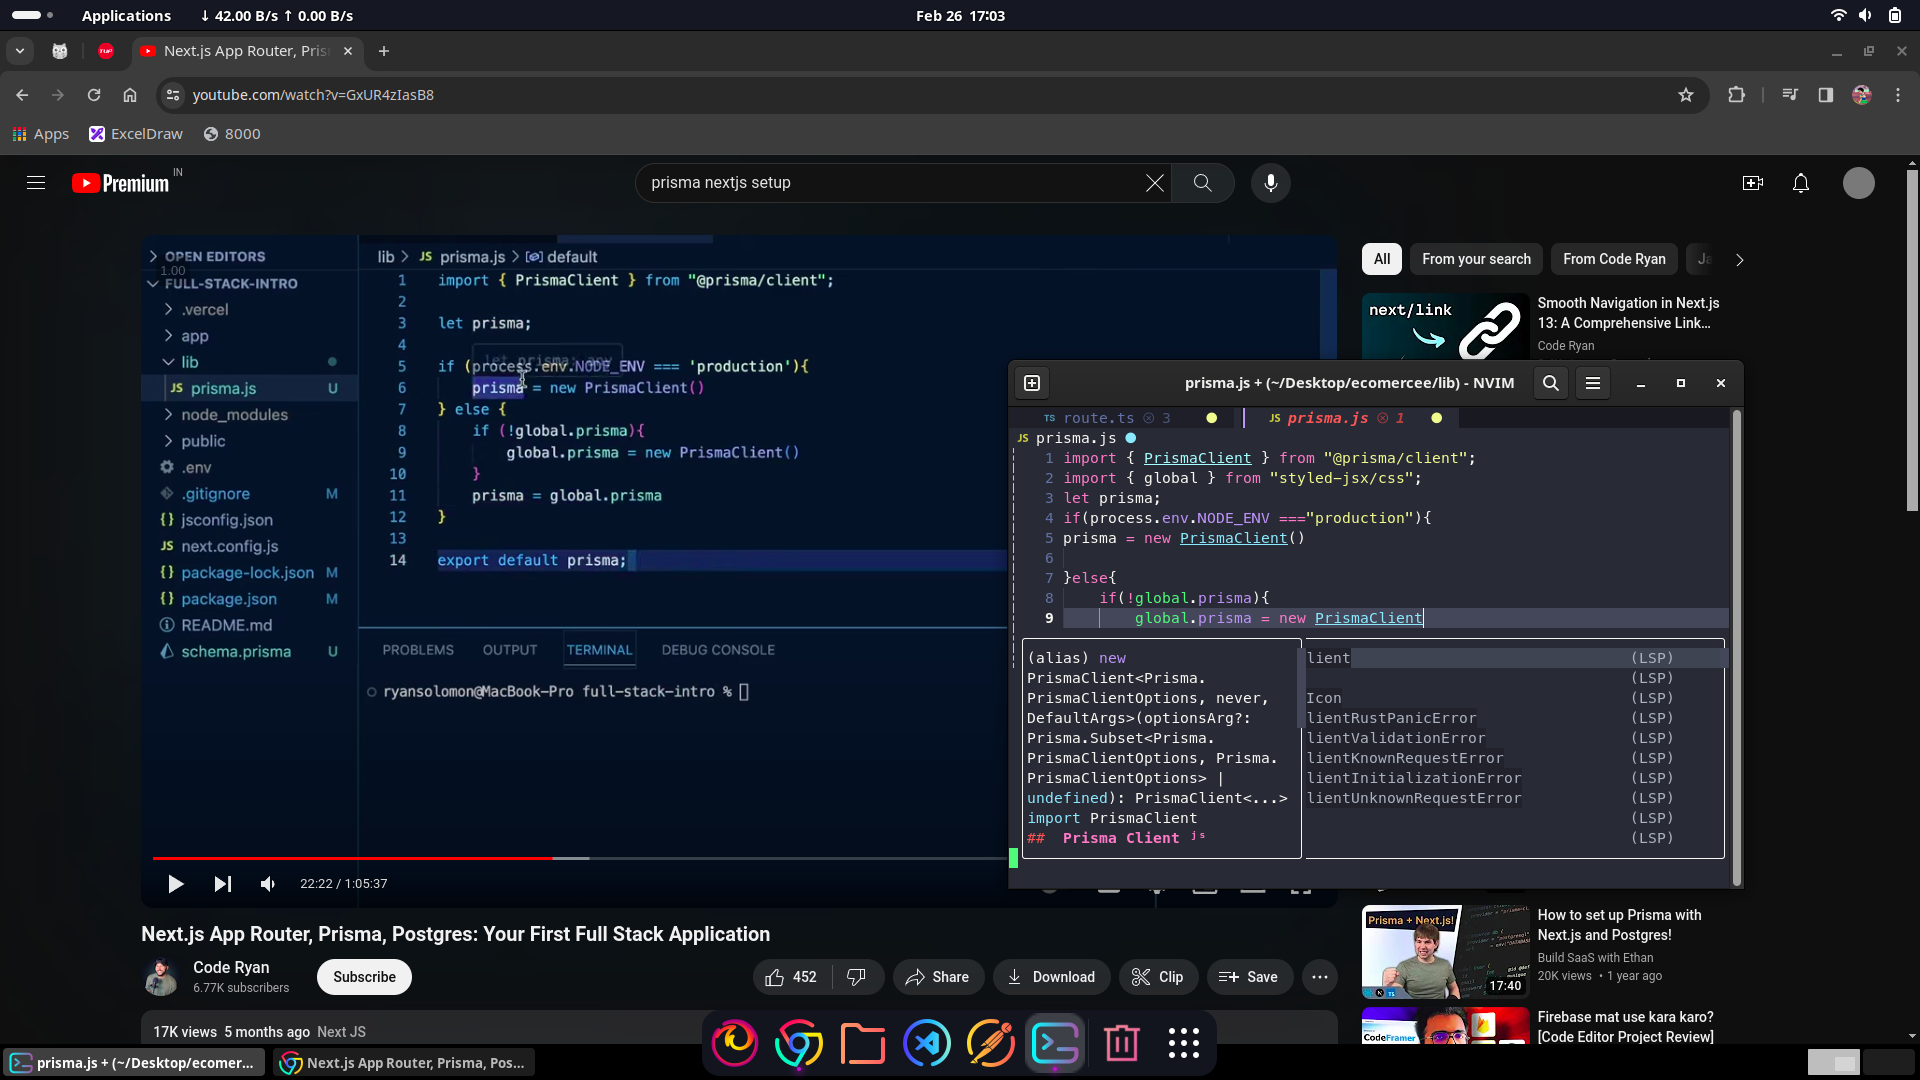 Applications
↓ 42.00 B/s ↑ 0.00 B/s
Feb 26 17:03
Next.js App Router, Pris
youtube.com/watch?v=GxUR4zIasB8
Apps
ExcelDraw
8000
Premium
IN
prisma nextjs setup
OPEN EDITORS
1.00
FULL-STACK-INTRO
.vercel
app
lib
JS prisma.js U
node_modules
public
.env
.gitignore M
{} jsconfig.json
JS next.config.js
{} package-lock.json M
{} package.json M
README.md
schema.prisma U
lib > JS prisma.js > default
1 import { PrismaClient } from "@prisma/client";
2
3 let prisma;
4
let prisma: any
5 if (process.env.NODE_ENV === 'production'){
6 prisma = new PrismaClient()
7 } else {
8 if (!global.prisma){
9 global.prisma = new PrismaClient()
10 }
11 prisma = global.prisma
12 }
13
14 export default prisma;
PROBLEMS OUTPUT TERMINAL DEBUG CONSOLE
ryansolomon@MacBook-Pro full-stack-intro %
22:22 / 1:05:37
Next.js App Router, Prisma, Postgres: Your First Full Stack Application
Code Ryan
6.77K subscribers
Subscribe
452
Share
Download
Clip
Save
17K views 5 months ago Next JS
All
From your search
From Code Ryan
Ja
next/link
Smooth Navigation in Next.js
13: A Comprehensive Link...
Code Ryan
prisma.js + (~/Desktop/ecomercee/lib) - NVIM
TS route.ts 3
JS prisma.js 1
JS prisma.js
1 import { PrismaClient } from "@prisma/client";
2 import { global } from "styled-jsx/css";
3 let prisma;
4 if(process.env.NODE_ENV ==="production"){
5 prisma = new PrismaClient()
6
7 }else{
8 if(!global.prisma){
9 global.prisma = new PrismaClient
(alias) new
PrismaClient<Prisma.
PrismaClientOptions, never,
DefaultArgs>(optionsArg?:
Prisma.Subset<Prisma.
PrismaClientOptions, Prisma.
PrismaClientOptions> |
undefined): PrismaClient<...>
import PrismaClient
## Prisma Client ʲˢ
lient (LSP)
(LSP)
Icon (LSP)
lientRustPanicError (LSP)
lientValidationError (LSP)
lientKnownRequestError (LSP)
lientInitializationError (LSP)
lientUnknownRequestError (LSP)
(LSP)
(LSP)
Prisma + Next.js!
17:40
How to set up Prisma with
Next.js and Postgres!
Build SaaS with Ethan
20K views • 1 year ago
CodeFramer
Firebase mat use kara karo?
[Code Editor Project Review]
prisma.js + (~/Desktop/ecomer...
Next.js App Router, Prisma, Pos...